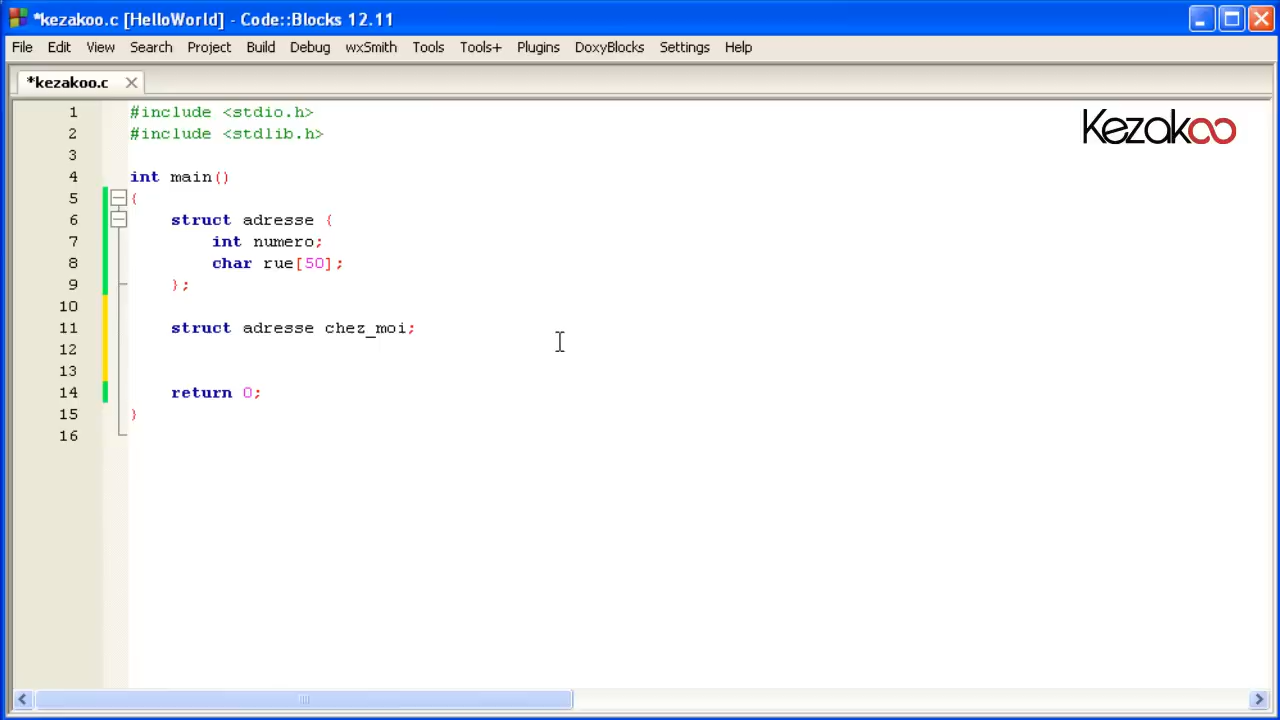 *kezakoo.c [HelloWorld] - Code::Blocks 12.11
File Edit View Search Project Build Debug wxSmith Tools Tools+ Plugins DoxyBlocks Settings Help
*kezakoo.c
Kezakoo
1 #include <stdio.h>
2 #include <stdlib.h>
3
4 int main()
5 {
6     struct adresse {
7         int numero;
8         char rue[50];
9     };
10
11     struct adresse chez_moi;
12
13
14     return 0;
15 }
16